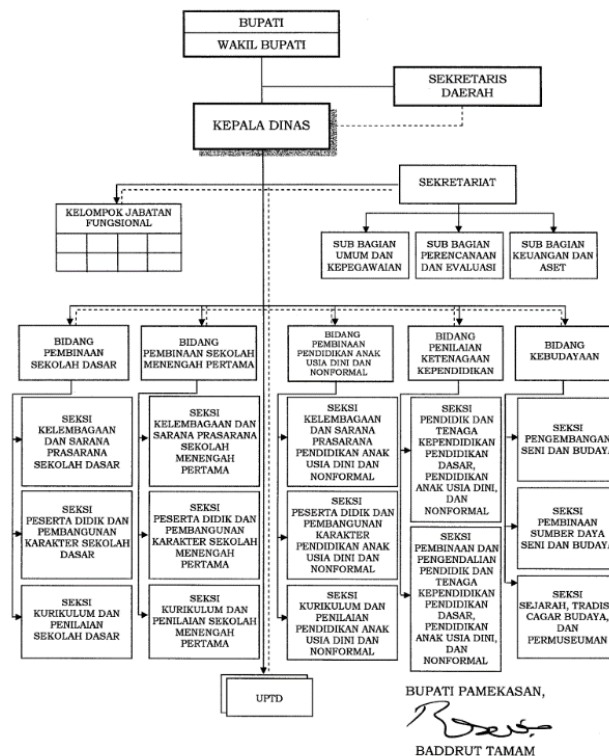 BUPATI
WAKIL BUPATI
SEKRETARIS
DAERAH
KEPALA DINAS
SEKRETARIAT
KELOMPOK JABATAN
FUNGSIONAL
SUB BAGIAN
UMUM DAN
KEPEGAWAIAN
SUB BAGIAN
PERENCANAAN
DAN EVALUASI
SUB BAGIAN
KEUANGAN DAN
ASET
BIDANG
PEMBINAAN
SEKOLAH DASAR
BIDANG
PEMBINAAN SEKOLAH
MENENGAH PERTAMA
BIDANG
PEMBINAAN
PENDIDIKAN ANAK
USIA DINI DAN
NONFORMAL
BIDANG
PENILAIAN
KETENAGAAN
KEPENDIDIKAN
BIDANG
KEBUDAYAAN
SEKSI
KELEMBAGAAN
DAN SARANA
PRASARANA
SEKOLAH DASAR
SEKSI
PESERTA DIDIK DAN
PEMBANGUNAN
KARAKTER SEKOLAH
DASAR
SEKSI
KURIKULUM DAN
PENILAIAN
SEKOLAH DASAR
SEKSI
KELEMBAGAAN DAN
SARANA PRASARANA
SEKOLAH
MENENGAH
PERTAMA
SEKSI
PESERTA DIDIK DAN
PEMBANGUNAN
KARAKTER SEKOLAH
MENENGAH
PERTAMA
SEKSI
KURIKULUM DAN
PENILAIAN SEKOLAH
MENENGAH
PERTAMA
SEKSI
KELEMBAGAAN
DAN SARANA
PRASARANA
PENDIDIKAN ANAK
USIA DINI DAN
NONFORMAL
SEKSI
PESERTA DIDIK DAN
PEMBANGUNAN
KARAKTER
PENDIDIKAN ANAK
USIA DINI DAN
NONFORMAL
SEKSI
KURIKULUM DAN
PENILAIAN
PENDIDIKAN ANAK
USIA DINI DAN
NONFORMAL
SEKSI
PENDIDIK DAN
TENAGA
KEPENDIDIKAN
PENDIDIKAN
DASAR,
PENDIDIKAN
ANAK USIA DINI,
DAN
NONFORMAL
SEKSI
PEMBINAAN DAN
PENGENDALIAN
PENDIDIK DAN
TENAGA
KEPENDIDIKAN
PENDIDIKAN
DASAR,
PENDIDIKAN
ANAK USIA DINI,
DAN
NONFORMAL
SEKSI
PENGEMBANGAN
SENI DAN BUDAYA
SEKSI
PEMBINAAN
SUMBER DAYA
SENI DAN BUDAYA
SEKSI
SEJARAH, TRADISI
CAGAR BUDAYA,
DAN
PERMUSEUMAN
UPTD
BUPATI PAMEKASAN,
BADDRUT TAMAM